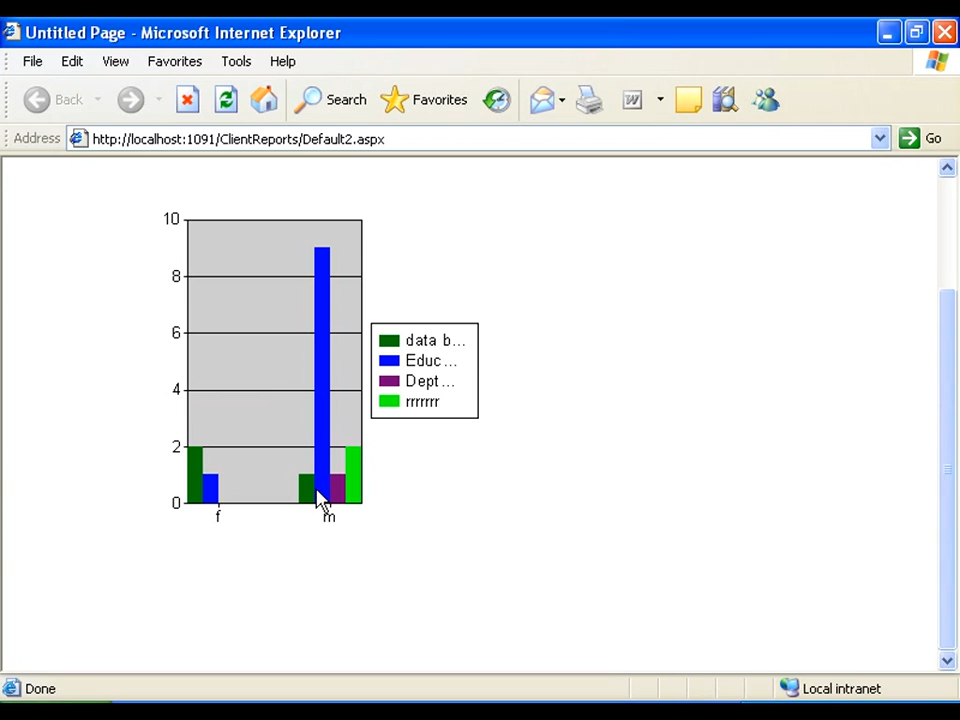 Untitled Page - Microsoft Internet Explorer
File Edit View Favorites Tools Help
Back Search Favorites
Address http://localhost:1091/ClientReports/Default2.aspx Go
10
8
6
4
2
0
f m
data b...
Educ...
Dept...
rrrrrrr
Done Local intranet